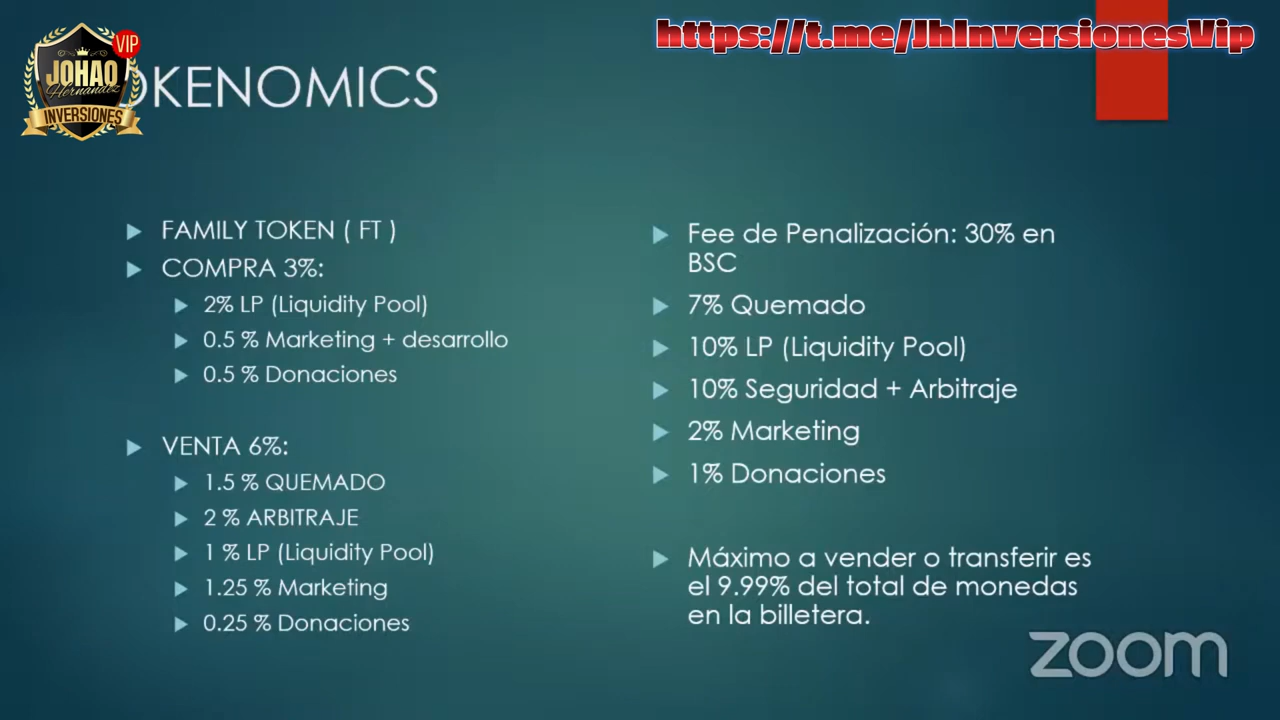 VIP
JOHAO
Hernandez
INVERSIONES
https://t.me/JhInversionesVip
OKENOMICS
FAMILY TOKEN ( FT )
COMPRA 3%:
2% LP (Liquidity Pool)
0.5 % Marketing + desarrollo
0.5 % Donaciones
VENTA 6%:
1.5 % QUEMADO
2 % ARBITRAJE
1 % LP (Liquidity Pool)
1.25 % Marketing
0.25 % Donaciones
Fee de Penalización: 30% en
BSC
7% Quemado
10% LP (Liquidity Pool)
10% Seguridad + Arbitraje
2% Marketing
1% Donaciones
Máximo a vender o transferir es
el 9.99% del total de monedas
en la billetera.
zoom